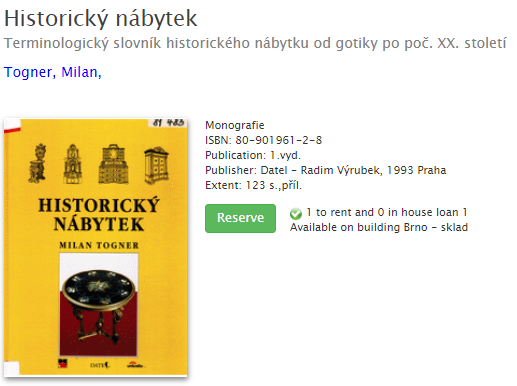 Historický nábytek
Terminologický slovník historického nábytku od gotiky po poč. XX. století
Togner, Milan,
81 483
HISTORICKÝ
NÁBYTEK
MILAN TOGNER
DATEL
Monografie
ISBN: 80-901961-2-8
Publication: 1.vyd.
Publisher: Datel - Radim Výrubek, 1993 Praha
Extent: 123 s.,příl.
Reserve
1 to rent and 0 in house loan 1
Available on building Brno - sklad